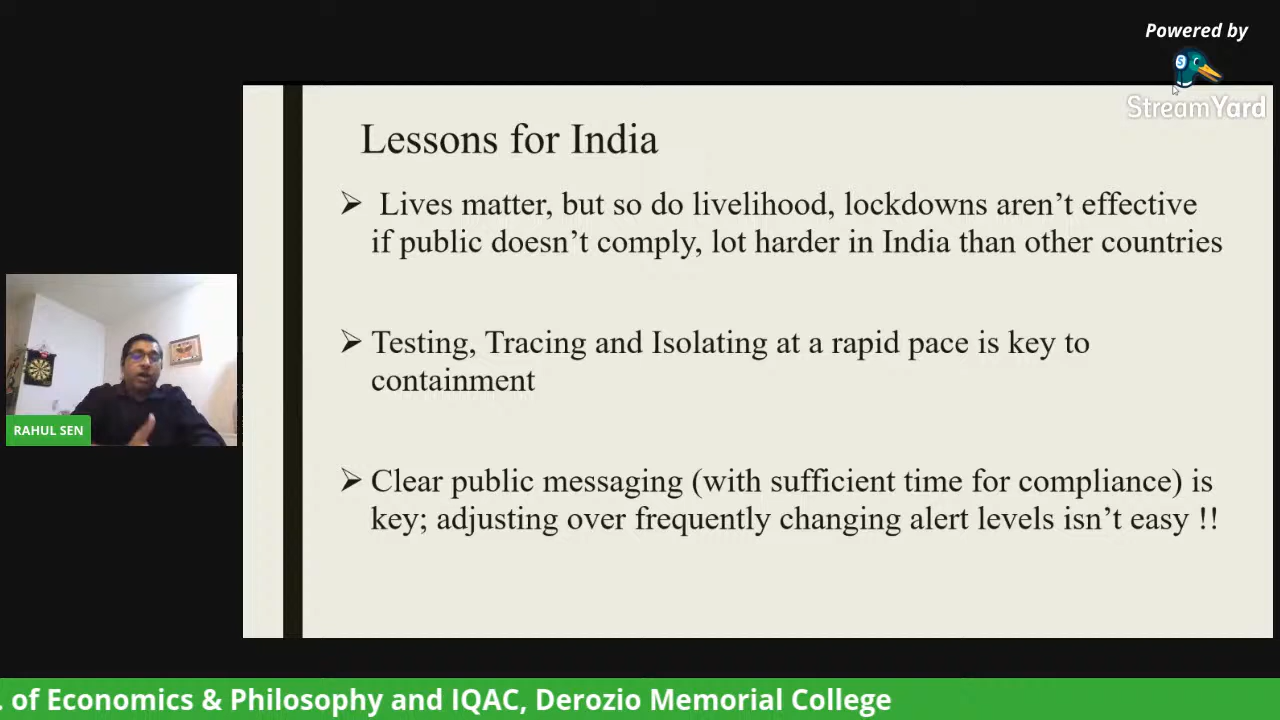 Powered by
StreamYard
Lessons for India
➢ Lives matter, but so do livelihood, lockdowns aren’t effective
if public doesn’t comply, lot harder in India than other countries
➢ Testing, Tracing and Isolating at a rapid pace is key to
containment
➢ Clear public messaging (with sufficient time for compliance) is
key; adjusting over frequently changing alert levels isn’t easy !!
RAHUL SEN
. of Economics & Philosophy and IQAC, Derozio Memorial College